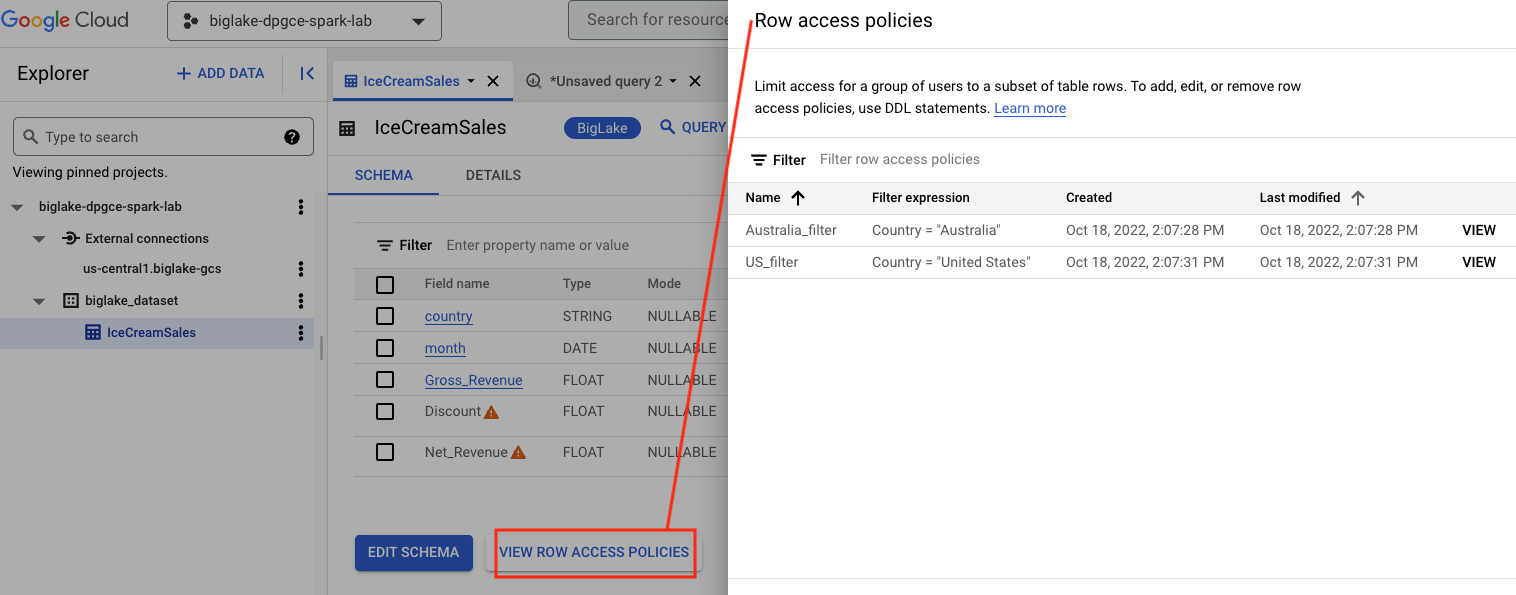 Google Cloud
biglake-dpgce-spark-lab
Search for resource
Explorer
+ ADD DATA
IceCreamSales
*Unsaved query 2
Type to search
?
Viewing pinned projects.
biglake-dpgce-spark-lab
External connections
us-central1.biglake-gcs
biglake_dataset
IceCreamSales
IceCreamSales
BigLake
QUERY
SCHEMA
DETAILS
Filter Enter property name or value
Field name Type Mode
country STRING NULLABLE
month DATE NULLABLE
Gross_Revenue FLOAT NULLABLE
Discount FLOAT NULLABLE
Net_Revenue FLOAT NULLABLE
EDIT SCHEMA
VIEW ROW ACCESS POLICIES
Row access policies
Limit access for a group of users to a subset of table rows. To add, edit, or remove row
access policies, use DDL statements. Learn more
Filter Filter row access policies
Name Filter expression Created Last modified
Australia_filter Country = "Australia" Oct 18, 2022, 2:07:28 PM Oct 18, 2022, 2:07:28 PM VIEW
US_filter Country = "United States" Oct 18, 2022, 2:07:31 PM Oct 18, 2022, 2:07:31 PM VIEW